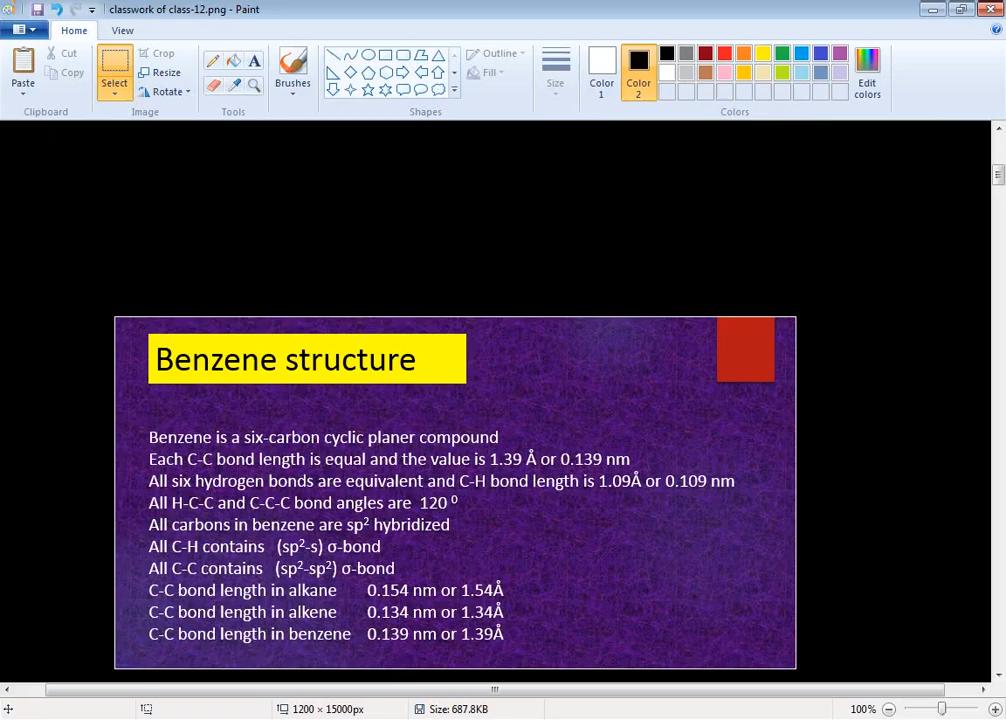 classwork of class-12.png - Paint
Home
View
Paste
Cut
Copy
Clipboard
Select
Crop
Resize
Rotate
Image
A
Tools
Brushes
Outline
Fill
Shapes
Size
Color
1
Color
2
Edit
colors
Colors
Benzene structure
Benzene is a six-carbon cyclic planer compound
Each C-C bond length is equal and the value is 1.39 Å or 0.139 nm
All six hydrogen bonds are equivalent and C-H bond length is 1.09Å or 0.109 nm
All H-C-C and C-C-C bond angles are 120 ⁰
All carbons in benzene are sp² hybridized
All C-H contains (sp²-s) σ-bond
All C-C contains (sp²-sp²) σ-bond
C-C bond length in alkane 0.154 nm or 1.54Å
C-C bond length in alkene 0.134 nm or 1.34Å
C-C bond length in benzene 0.139 nm or 1.39Å
1200 × 15000px
Size: 687.8KB
100%